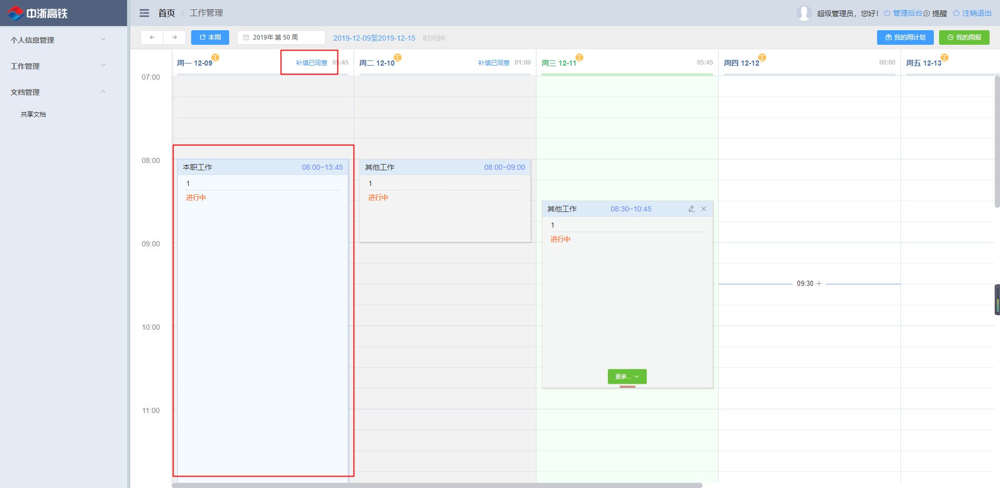 中浙高铁
首页
工作管理
超级管理员，您好！
管理后台
提醒
注销退出
个人信息管理
工作管理
文档管理
共享文档
本周
2019年 第 50 周
2019-12-09至2019-12-15
时间钟
我的周计划
我的周报
周一 12-09
工
补填已同意
05:45
周二 12-10
工
补填已同意
01:00
周三 12-11
工
05:45
周四 12-12
工
00:00
周五 12-13
工
07:00
08:00
09:00
10:00
11:00
本职工作
08:00~13:45
1
进行中
其他工作
08:00~09:00
1
进行中
其他工作
08:30~10:45
1
进行中
更多...
09:30